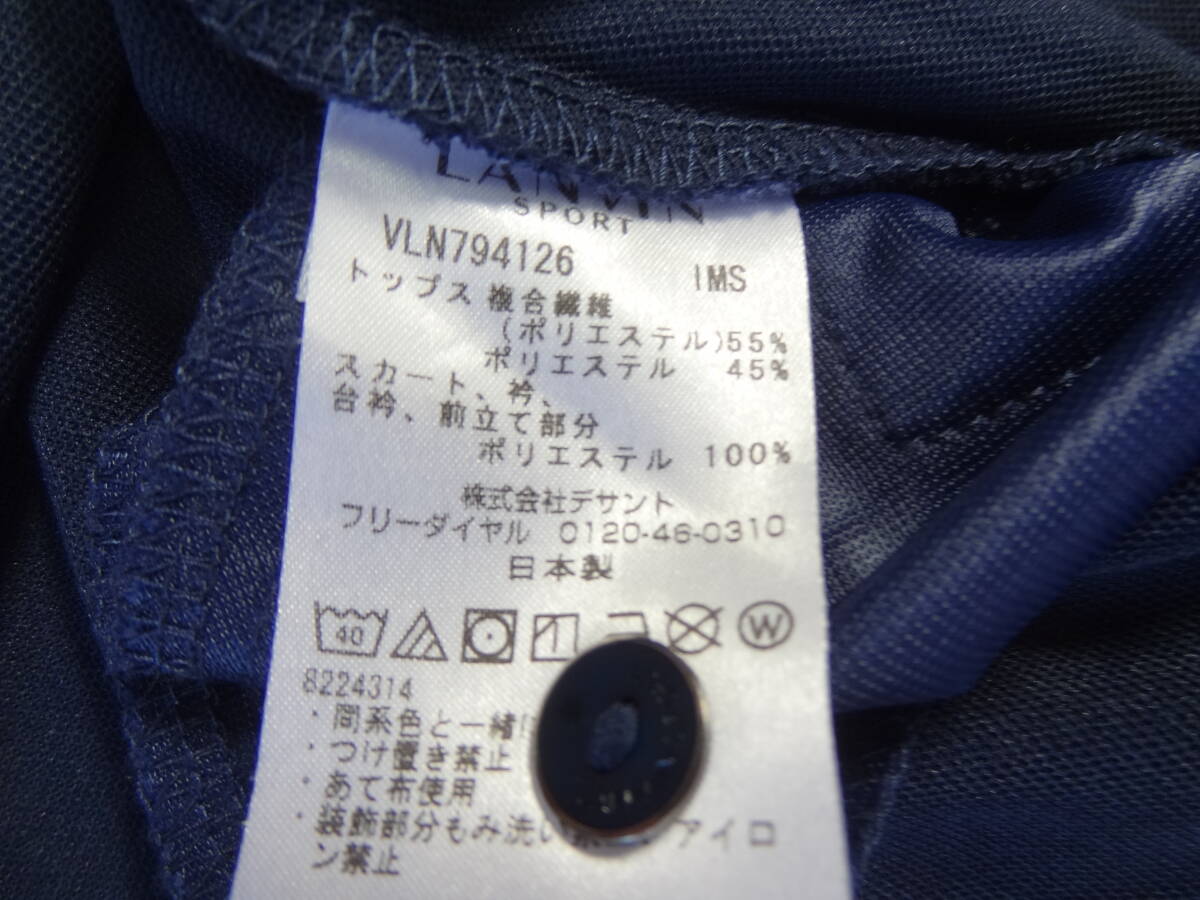 LANVIN
SPORT
VLN794126 IMS
トップス 複合繊維
(ポリエステル)55%
ポリエステル 45%
スカート、衿、
台衿、前立て部分
ポリエステル 100%
株式会社デサント
フリーダイヤル 0120-46-0310
日本製
40 W
8224314
・同系色と一緒に
・つけ置き禁止
・あて布使用
・装飾部分もみ洗い アイロ
ン禁止